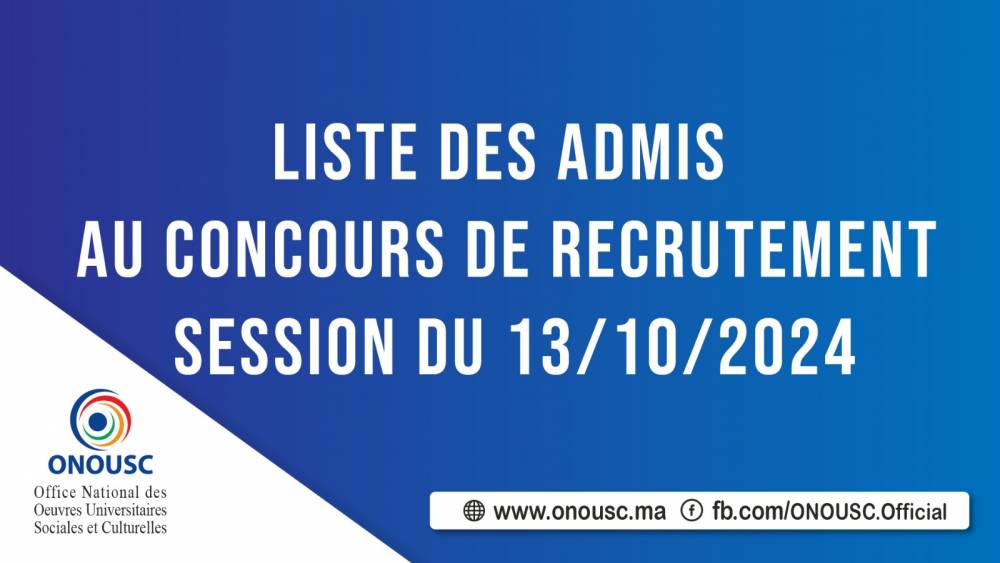 LISTE DES ADMIS
AU CONCOURS DE RECRUTEMENT
SESSION DU 13/10/2024
ONOUSC
Office National des
Oeuvres Universitaires
Sociales et Culturelles
www.onousc.ma fb.com/ONOUSC.Official